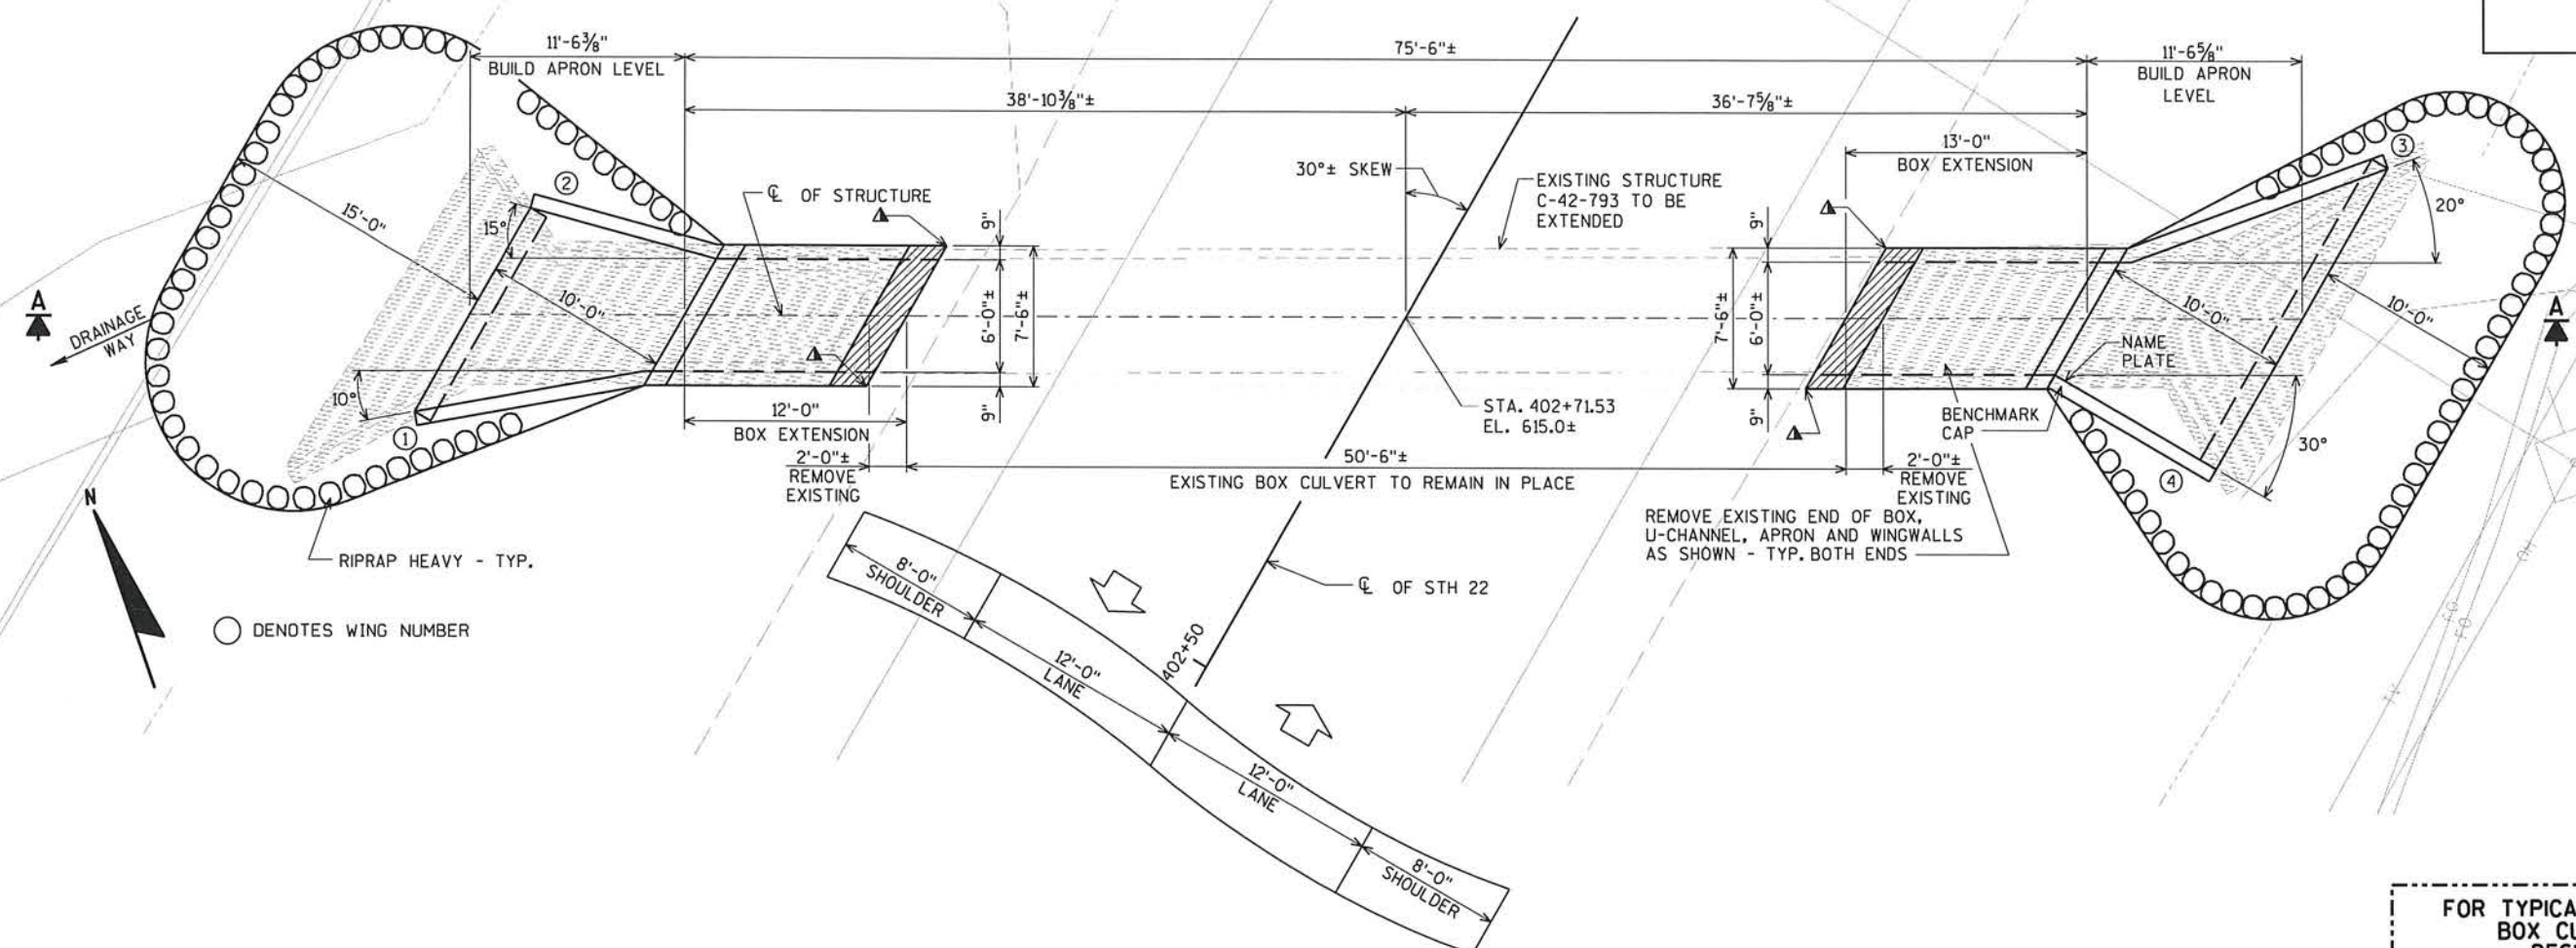 11'-6⅜"
BUILD APRON LEVEL
75'-6"±
11'-6⅝"
BUILD APRON
LEVEL
38'-10⅜"±
36'-7⅝"±
13'-0"
BOX EXTENSION
30°± SKEW
EXISTING STRUCTURE
C-42-793 TO BE
EXTENDED
℄ OF STRUCTURE
②
③
15'-0"
15°
20°
9"
9"
10'-0"
10'-0"
10'-0"
6'-0"±
7'-6"±
7'-6"±
6'-0"±
A
A
DRAINAGE
WAY
NAME
PLATE
10°
①
12'-0"
BOX EXTENSION
9"
9"
STA. 402+71.53
EL. 615.0±
BENCHMARK
CAP
30°
④
2'-0"±
REMOVE
EXISTING
50'-6"±
EXISTING BOX CULVERT TO REMAIN IN PLACE
2'-0"±
REMOVE
EXISTING
N
REMOVE EXISTING END OF BOX,
U-CHANNEL, APRON AND WINGWALLS
AS SHOWN - TYP. BOTH ENDS
RIPRAP HEAVY - TYP.
DENOTES WING NUMBER
8'-0"
SHOULDER
℄ OF STH 22
402+50
12'-0"
LANE
12'-0"
LANE
8'-0"
SHOULDER
OH
FO
FO
TV
FOR TYPICA
BOX CU